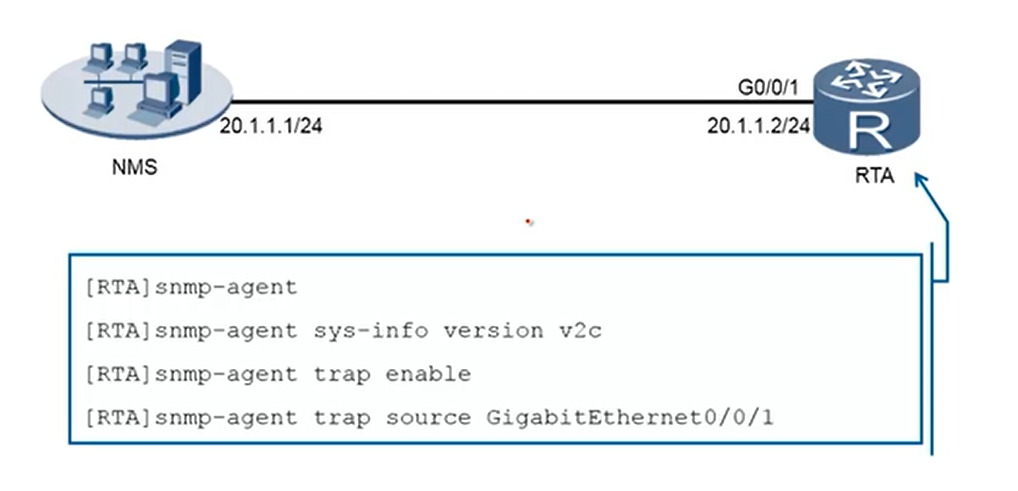 G0/0/1
20.1.1.1/24
20.1.1.2/24
R
NMS
RTA
[RTA]snmp-agent
[RTA]snmp-agent sys-info version v2c
[RTA]snmp-agent trap enable
[RTA]snmp-agent trap source GigabitEthernet0/0/1